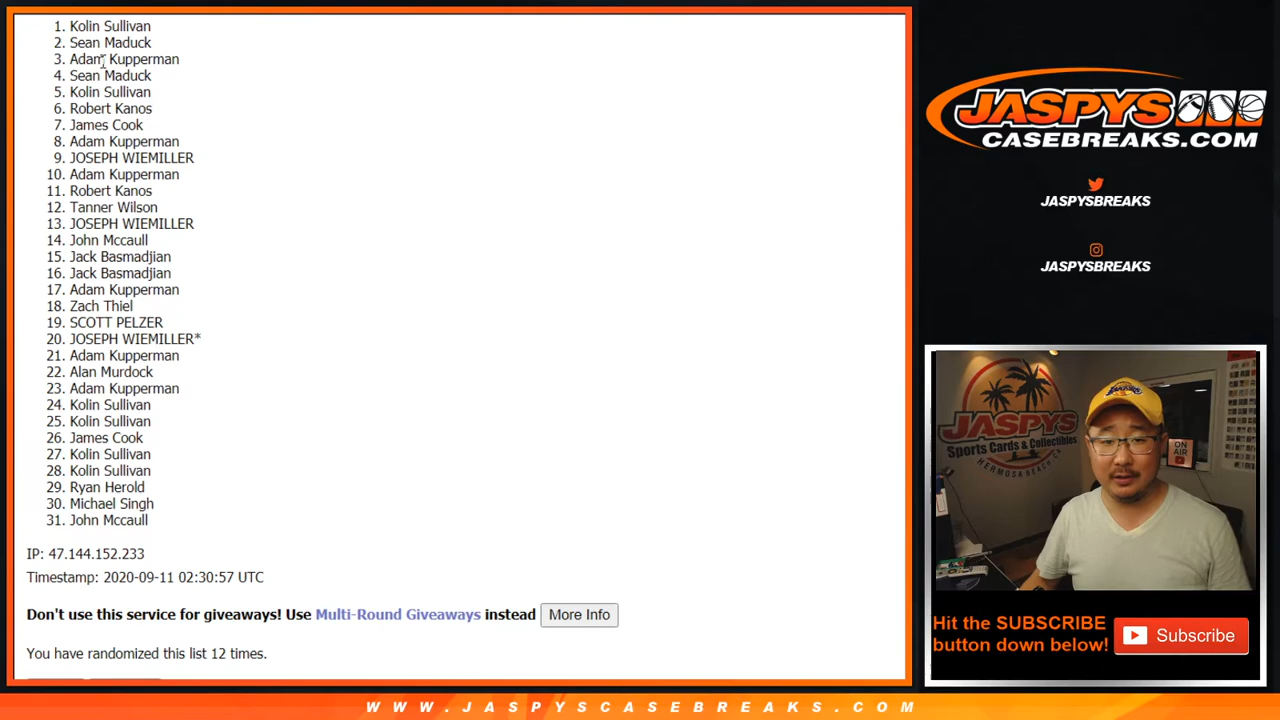 1. Kolin Sullivan
2. Sean Maduck
3. Adam Kupperman
4. Sean Maduck
5. Kolin Sullivan
6. Robert Kanos
7. James Cook
8. Adam Kupperman
9. JOSEPH WIEMILLER
10. Adam Kupperman
11. Robert Kanos
12. Tanner Wilson
13. JOSEPH WIEMILLER
14. John Mccaull
15. Jack Basmadjian
16. Jack Basmadjian
17. Adam Kupperman
18. Zach Thiel
19. SCOTT PELZER
20. JOSEPH WIEMILLER*
21. Adam Kupperman
22. Alan Murdock
23. Adam Kupperman
24. Kolin Sullivan
25. Kolin Sullivan
26. James Cook
27. Kolin Sullivan
28. Kolin Sullivan
29. Ryan Herold
30. Michael Singh
31. John Mccaull
IP: 47.144.152.233
Timestamp: 2020-09-11 02:30:57 UTC
Don't use this service for giveaways! Use Multi-Round Giveaways instead More Info
You have randomized this list 12 times.
JASPYS
CASEBREAKS.COM
JASPYSBREAKS
JASPYSBREAKS
JASPYS
Sports Cards & Collectibles
HERMOSA BEACH, CA
ON AIR
Hit the SUBSCRIBE
button down below!
Subscribe
WWW.JASPYSCASEBREAKS.COM